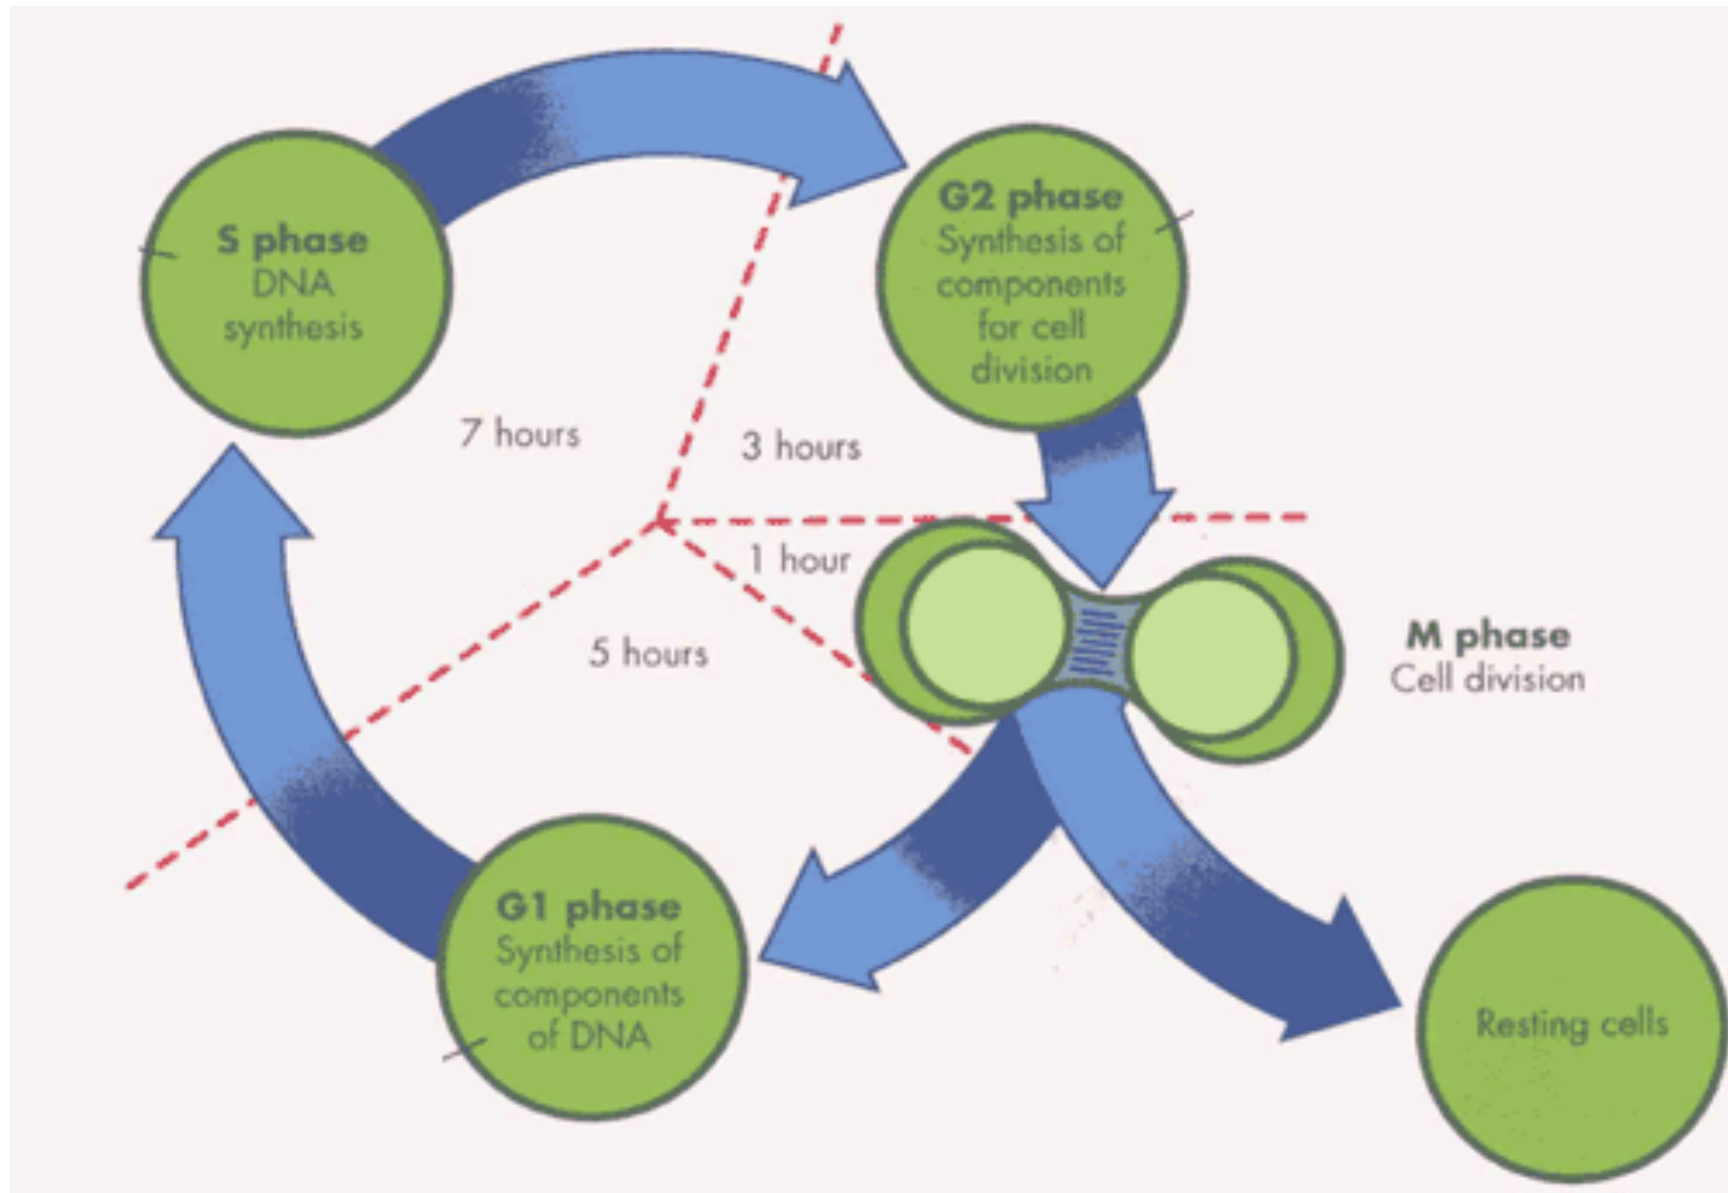 S phase
DNA
synthesis
G2 phase
Synthesis of
components
for cell
division
7 hours
3 hours
1 hour
5 hours
M phase
Cell division
G1 phase
Synthesis of
components
of DNA
Resting cells